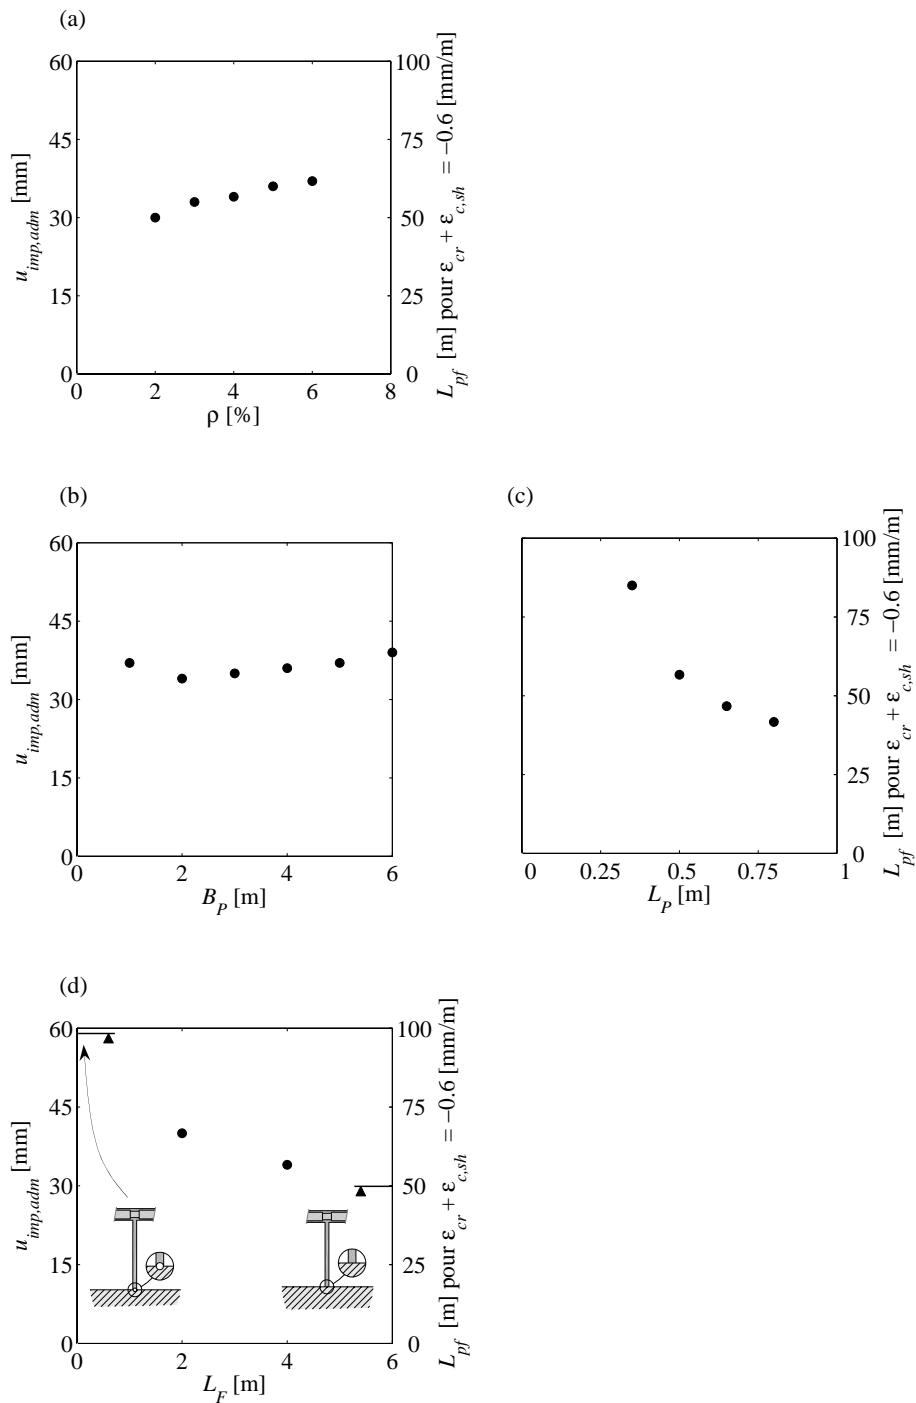 (a)
60
45
30
15
0
u_imp,adm [mm]
100
75
50
25
0
L_pf [m] pour ε_cr + ε_c,sh = −0.6 [mm/m]
0 2 4 6 8
ρ [%]
(b)
60
45
30
15
0
u_imp,adm [mm]
0 2 4 6
B_P [m]
(c)
100
75
50
25
0
L_pf [m] pour ε_cr + ε_c,sh = −0.6 [mm/m]
0 0.25 0.5 0.75 1
L_P [m]
(d)
60
45
30
15
0
u_imp,adm [mm]
100
75
50
25
0
L_pf [m] pour ε_cr + ε_c,sh = −0.6 [mm/m]
0 2 4 6
L_F [m]